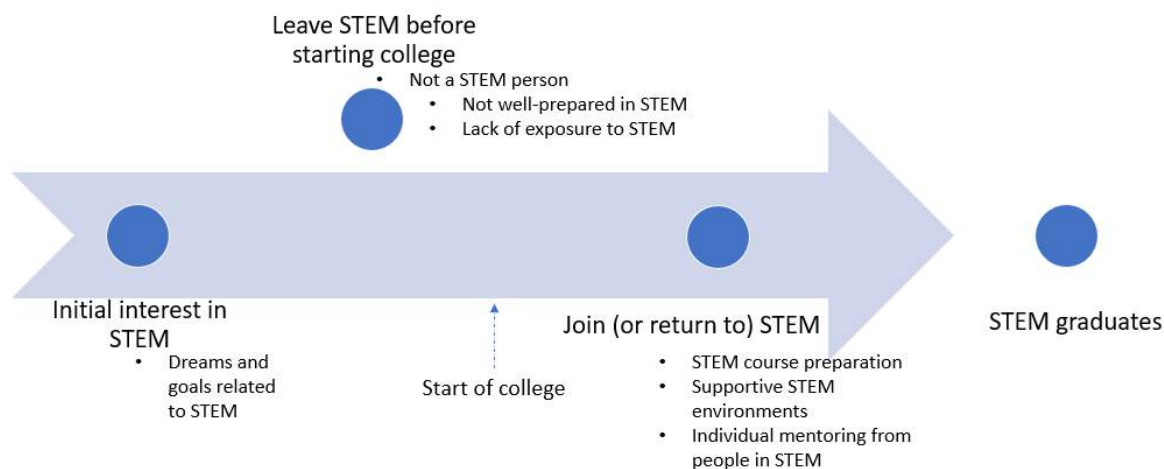 Leave STEM before
starting college
• Not a STEM person
• Not well-prepared in STEM
• Lack of exposure to STEM
Initial interest in
STEM
• Dreams and
goals related
to STEM
Start of college
Join (or return to) STEM
• STEM course preparation
• Supportive STEM
environments
• Individual mentoring from
people in STEM
STEM graduates